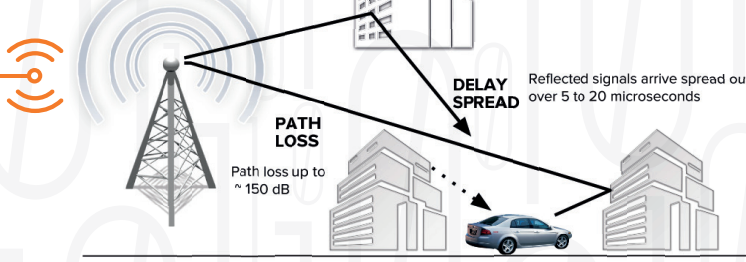 DELAY
SPREAD
Reflected signals arrive spread ou
over 5 to 20 microseconds
PATH
LOSS
Path loss up to
~ 150 dB